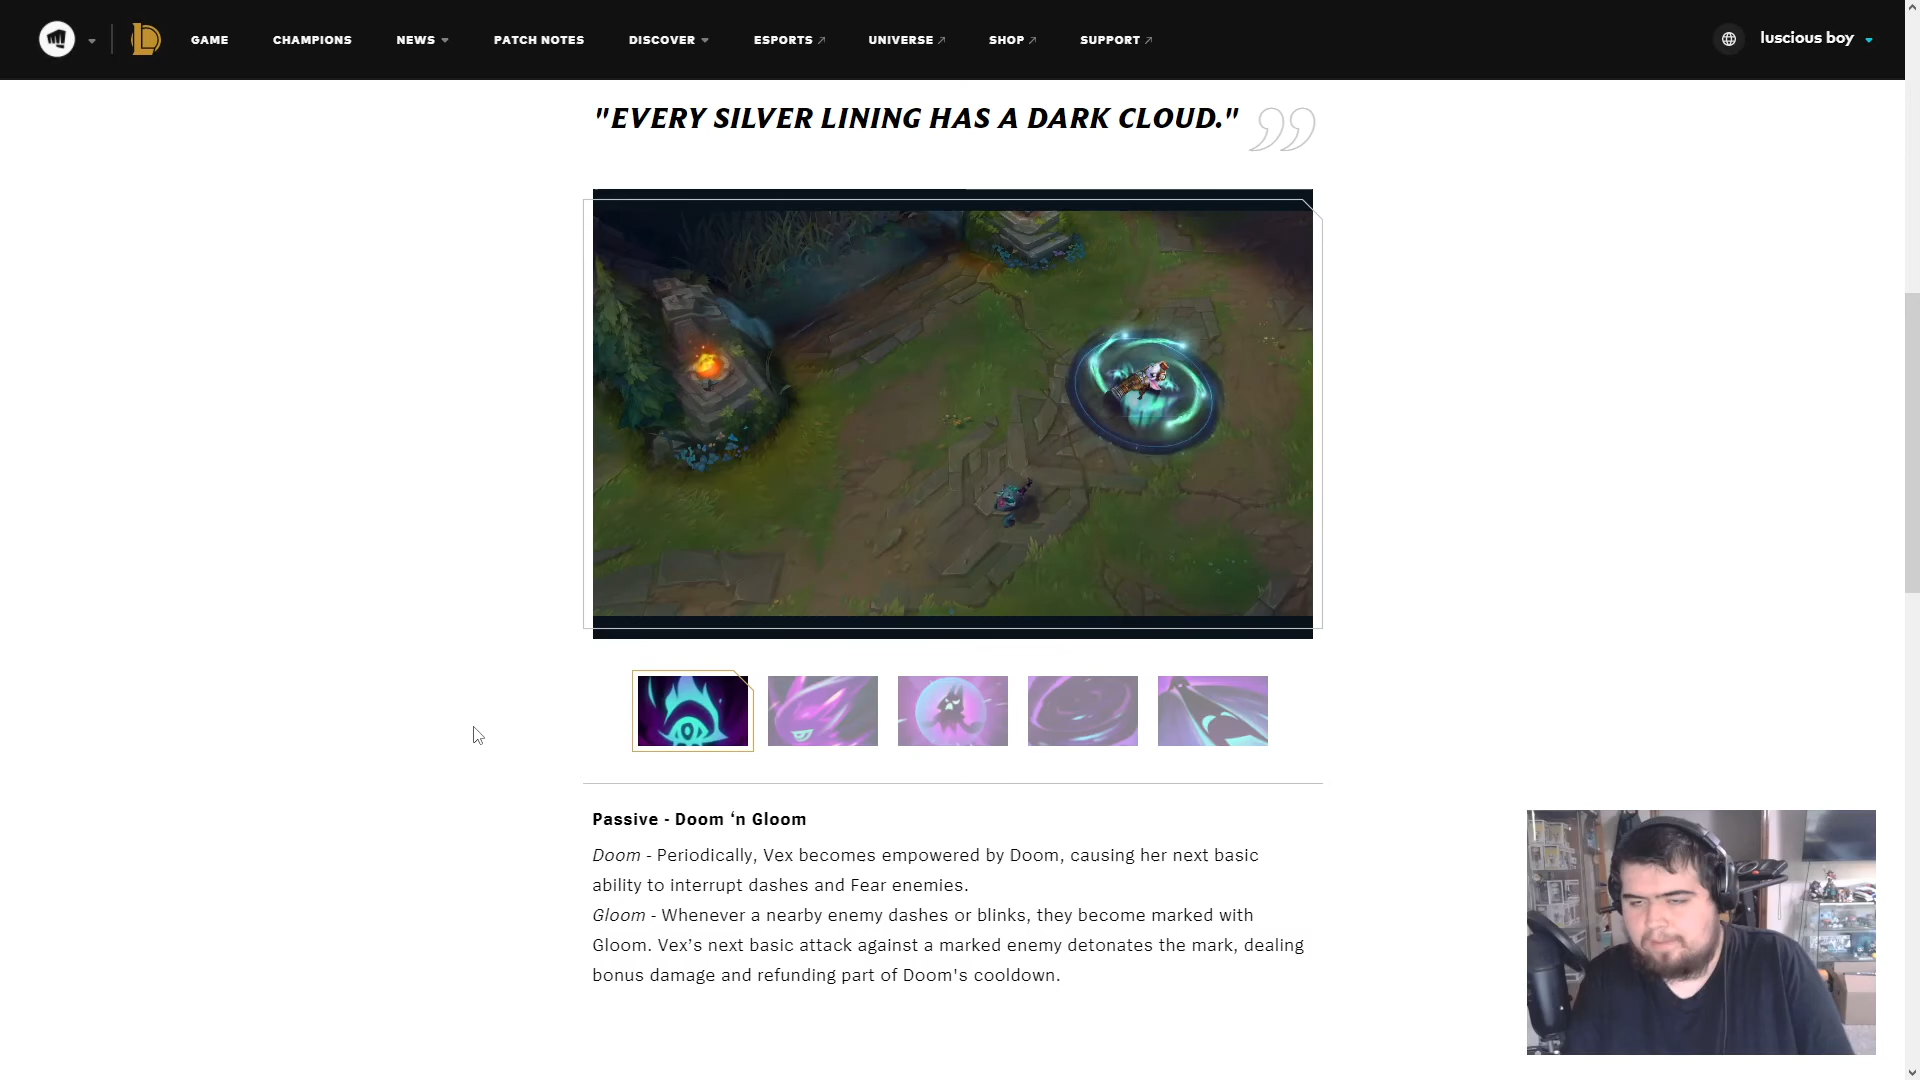 GAME CHAMPIONS NEWS PATCH NOTES DISCOVER ESPORTS UNIVERSE SHOP SUPPORT luscious boy
"EVERY SILVER LINING HAS A DARK CLOUD."
Passive - Doom ‘n Gloom
Doom - Periodically, Vex becomes empowered by Doom, causing her next basic
ability to interrupt dashes and Fear enemies.
Gloom - Whenever a nearby enemy dashes or blinks, they become marked with
Gloom. Vex’s next basic attack against a marked enemy detonates the mark, dealing
bonus damage and refunding part of Doom's cooldown.